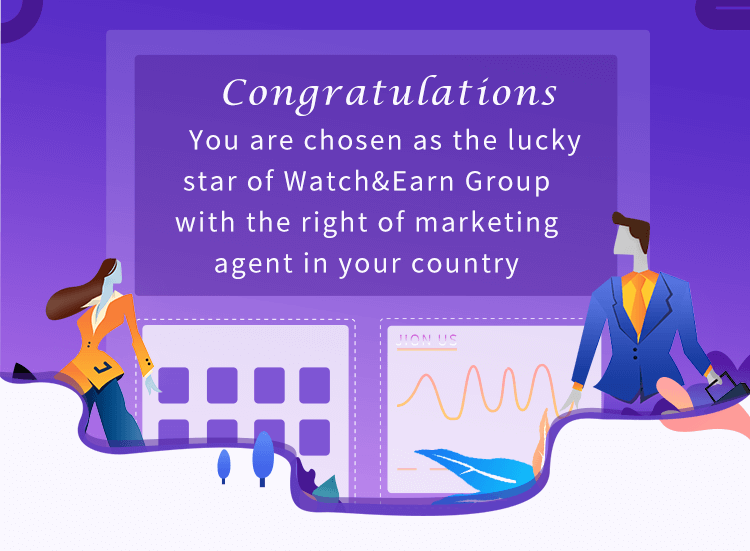 Congratulations
You are chosen as the lucky
star of Watch&Earn Group
with the right of marketing
agent in your country
JION US